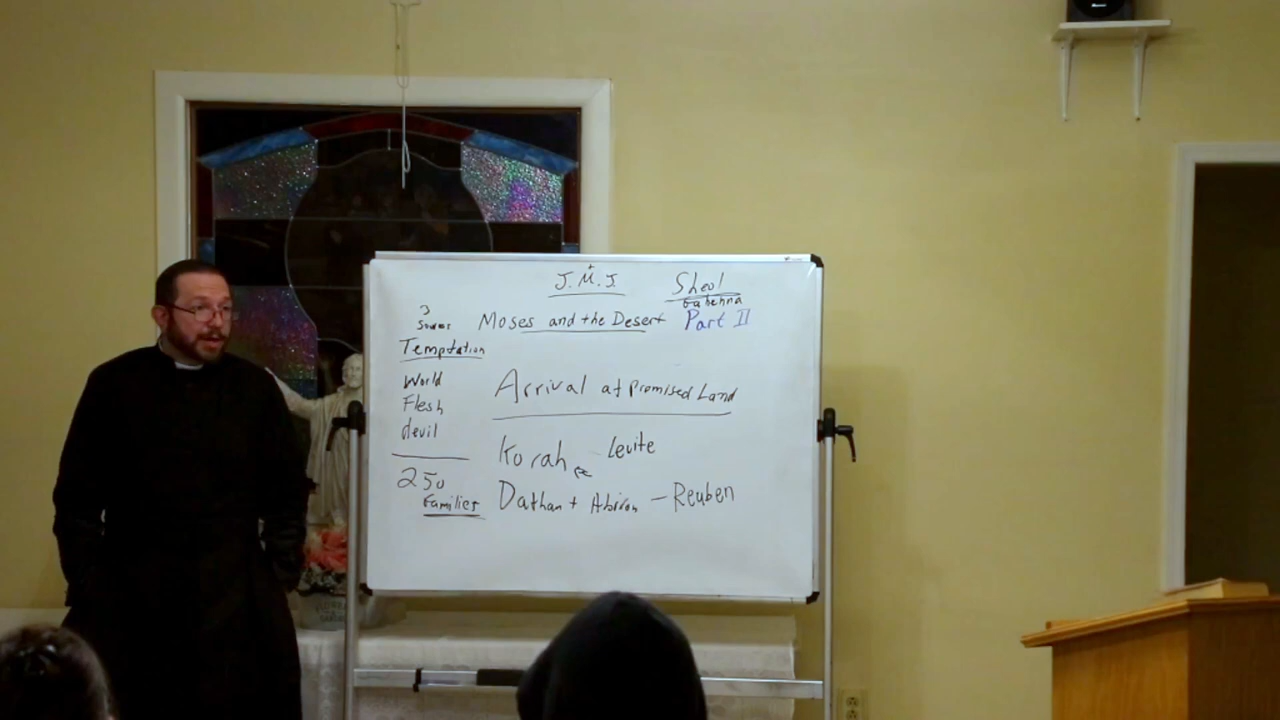 J.M.J.
Sheol
Gahenna
Moses and the Desert Part II
3
Sources
Temptation
World
Flesh
devil
250
Families
Arrival at Promised Land
Korah Levite
Dathan + Abiron - Reuben